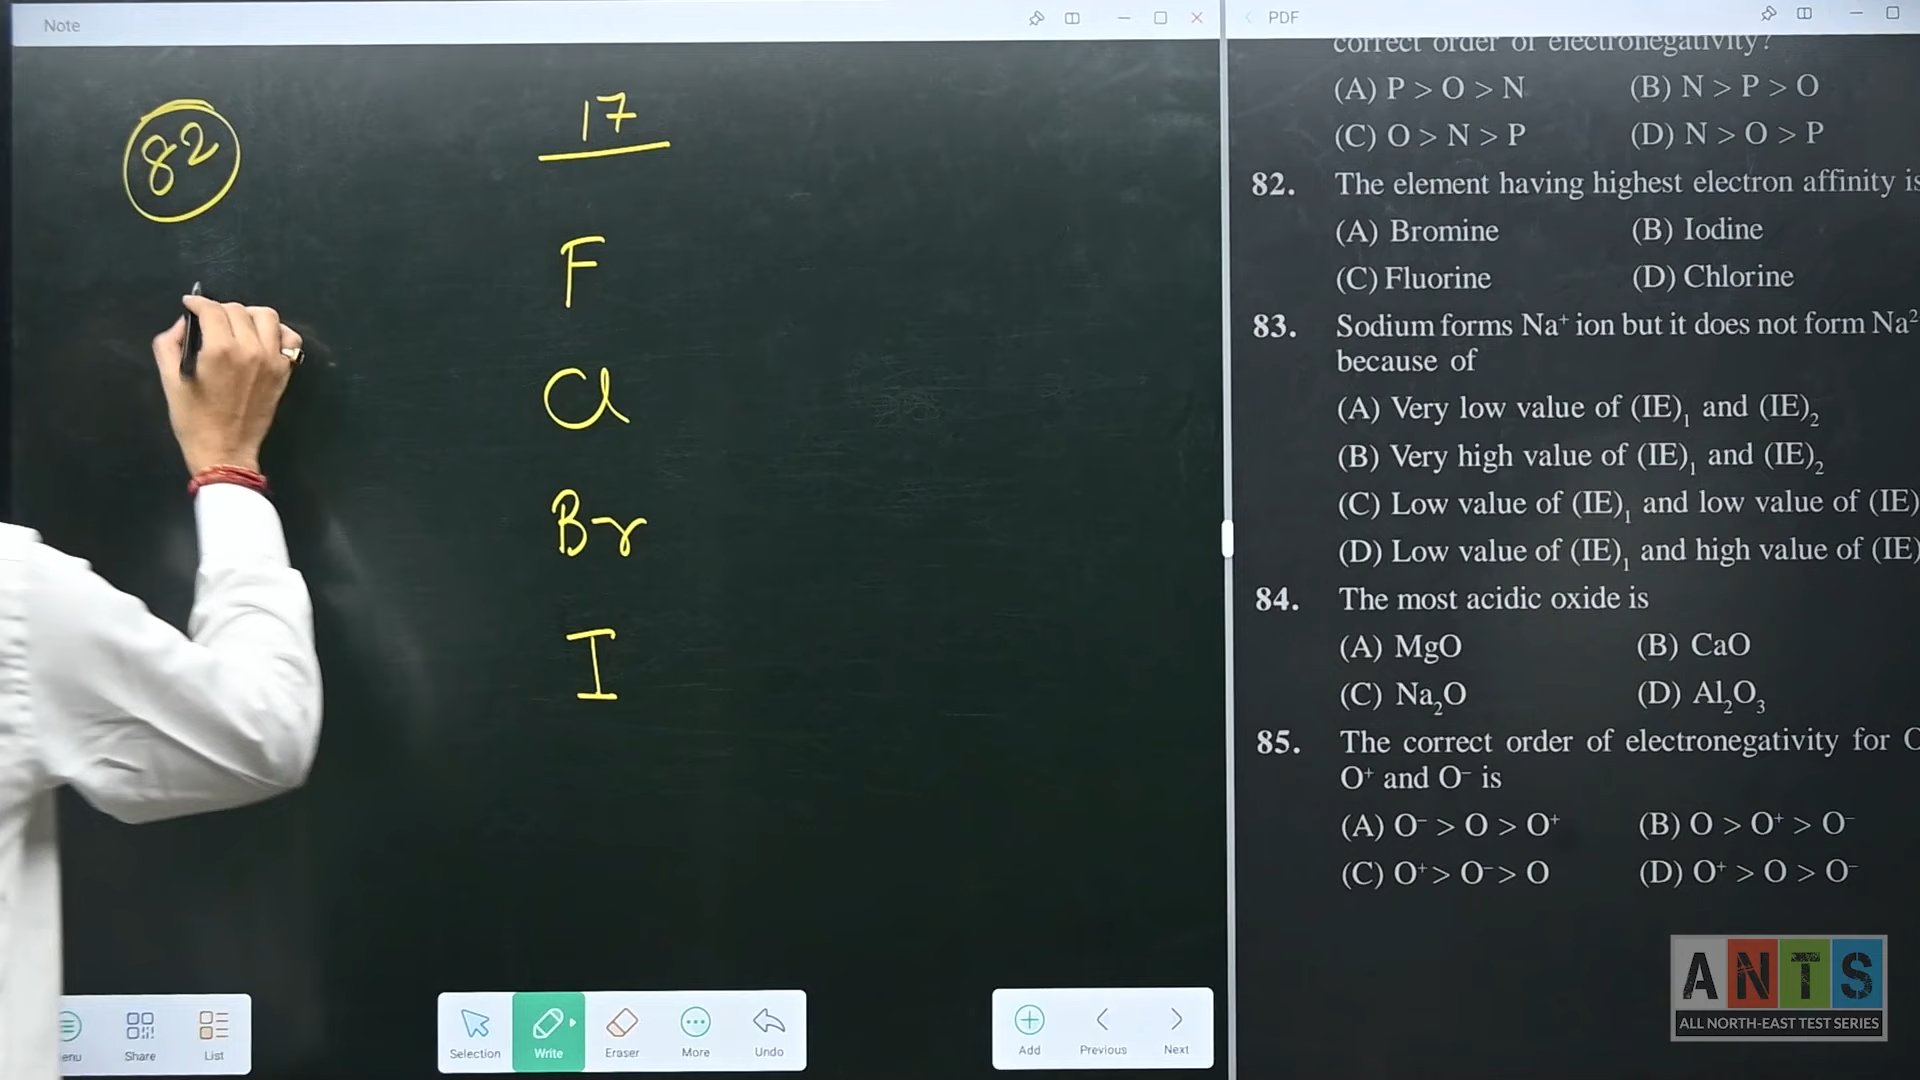 Note
82
17
F
Cl
Br
I
Share
List
Selection
Write
Eraser
More
Undo
Add
Previous
Next
PDF
correct order of electronegativity?
(A) P > O > N (B) N > P > O
(C) O > N > P (D) N > O > P
82. The element having highest electron affinity is
(A) Bromine (B) Iodine
(C) Fluorine (D) Chlorine
83. Sodium forms Na⁺ ion but it does not form Na²
because of
(A) Very low value of (IE)₁ and (IE)₂
(B) Very high value of (IE)₁ and (IE)₂
(C) Low value of (IE)₁ and low value of (IE)
(D) Low value of (IE)₁ and high value of (IE)
84. The most acidic oxide is
(A) MgO (B) CaO
(C) Na₂O (D) Al₂O₃
85. The correct order of electronegativity for O
O⁺ and O⁻ is
(A) O⁻ > O > O⁺ (B) O > O⁺ > O⁻
(C) O⁺ > O⁻ > O (D) O⁺ > O > O⁻
ANTS
ALL NORTH-EAST TEST SERIES